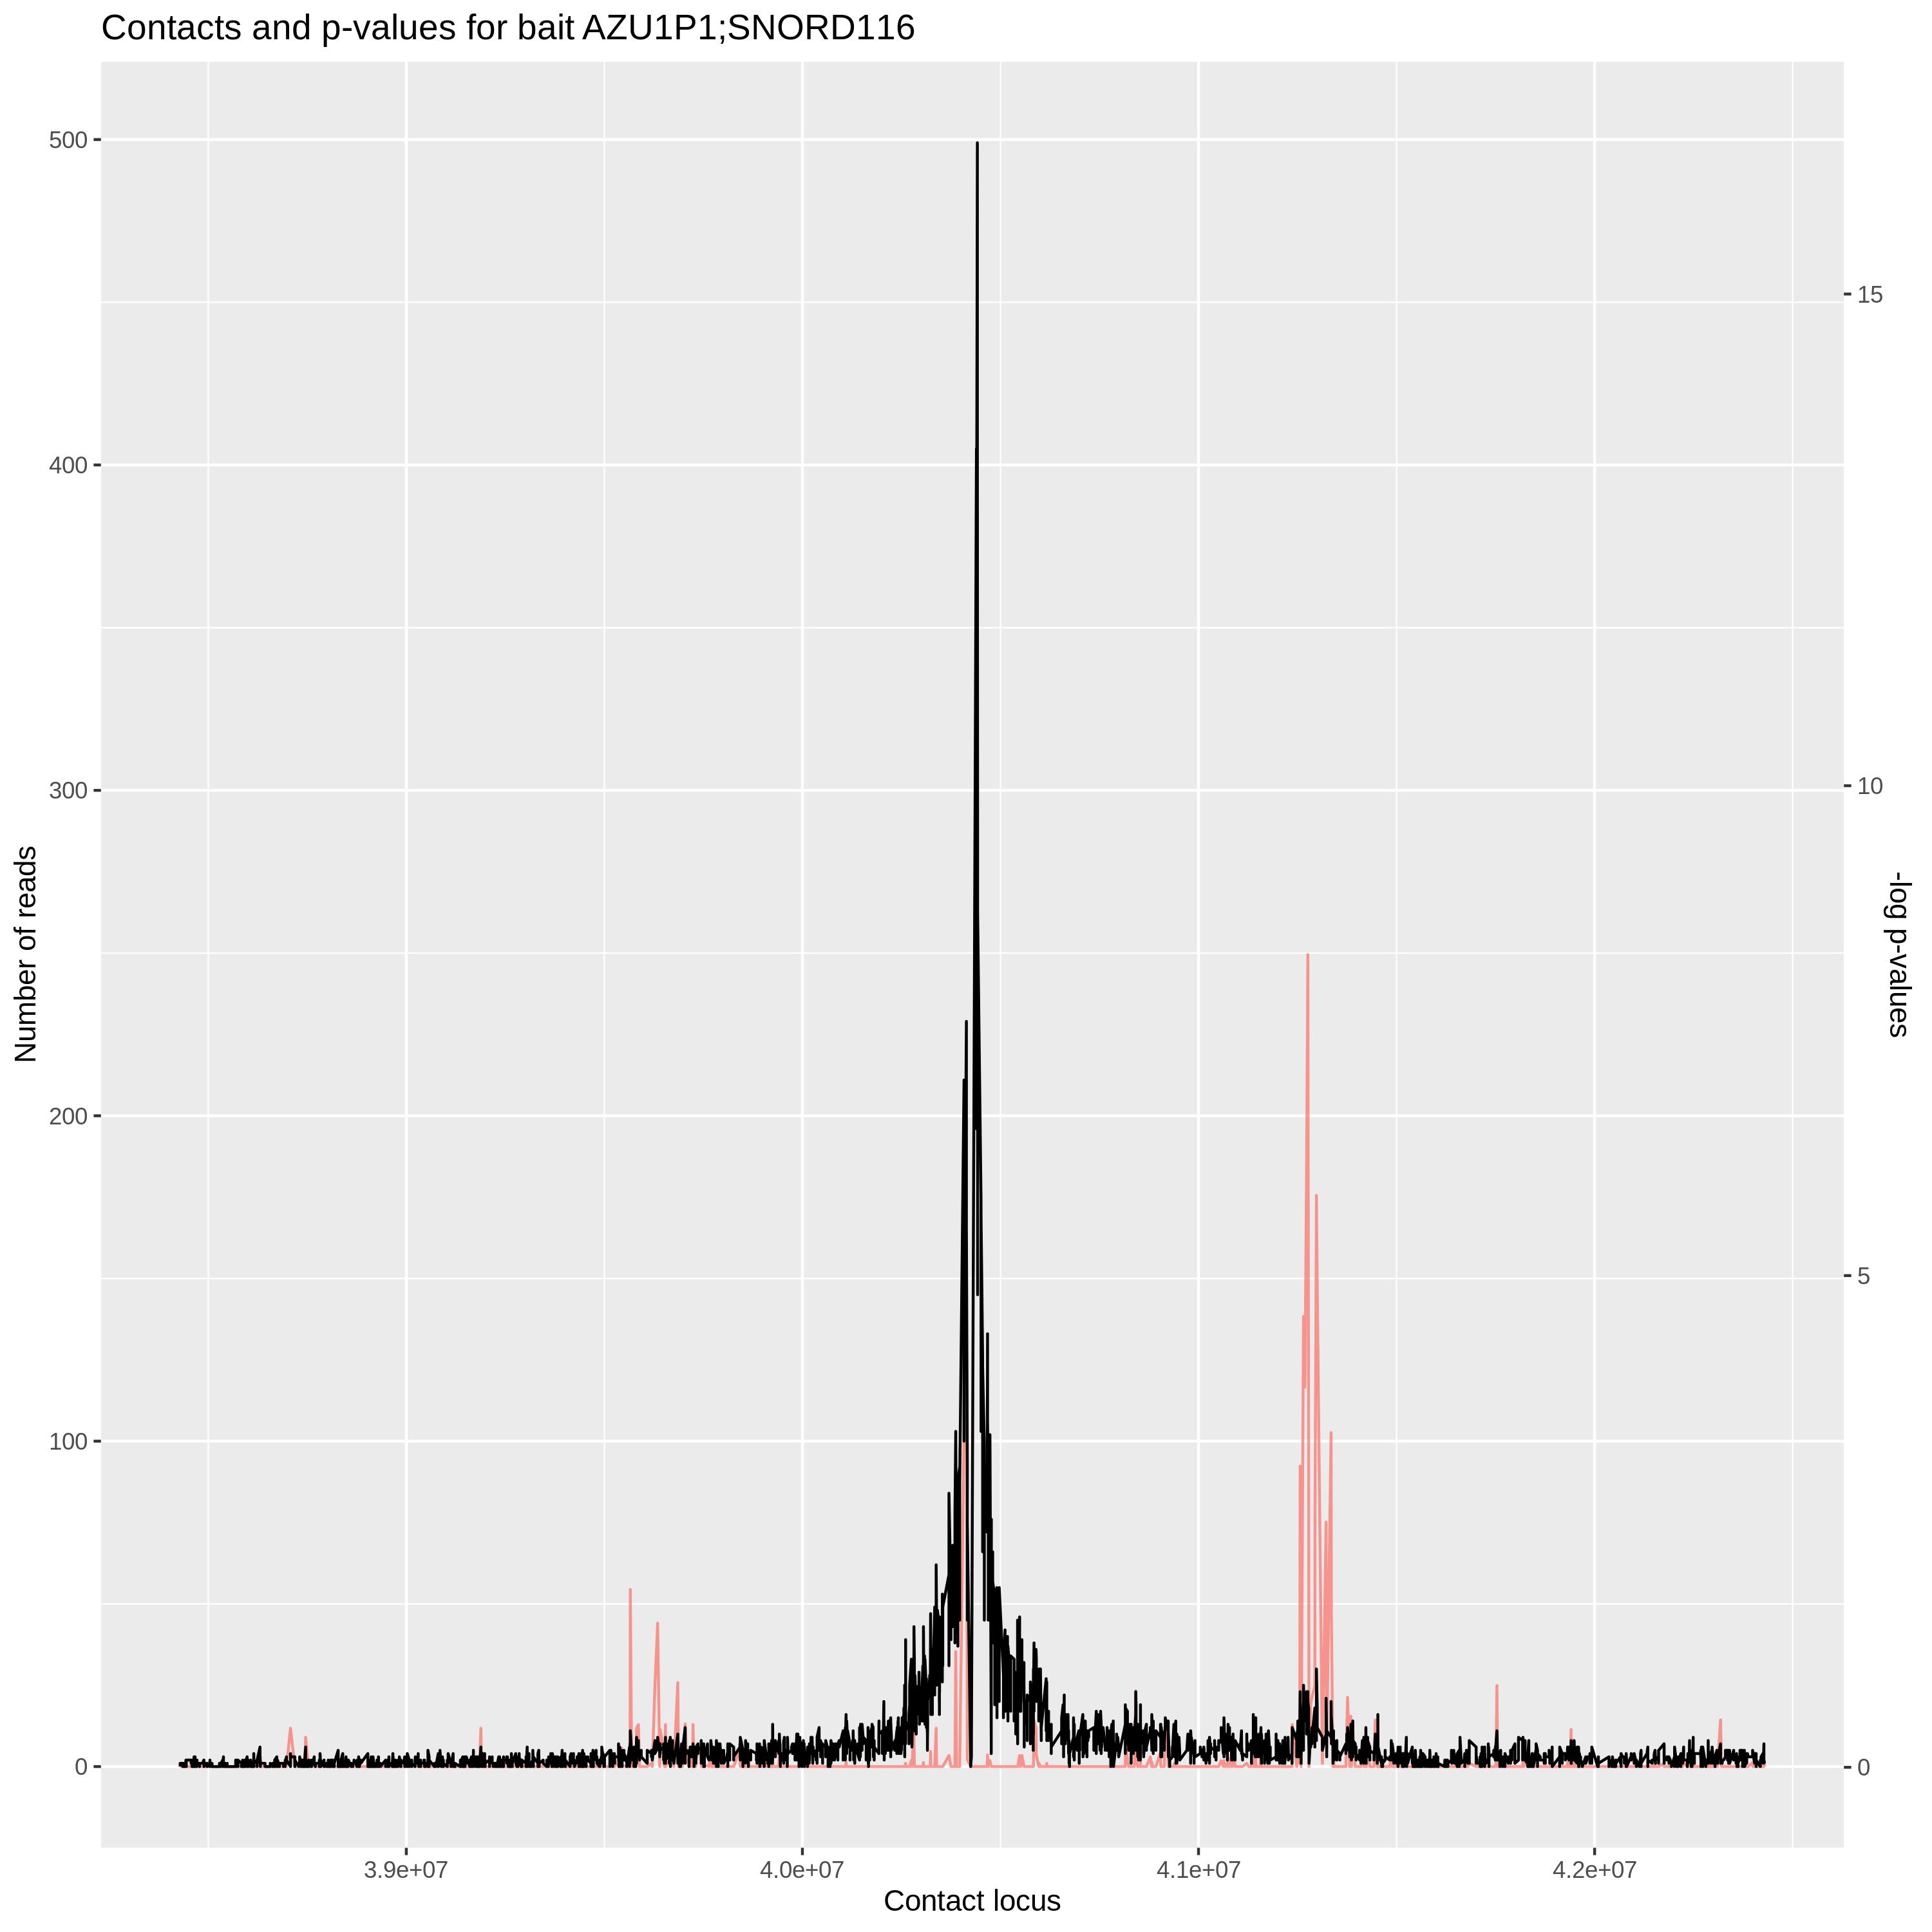 Contacts and p-values for bait AZU1P1;SNORD116
500
400
300
200
100
0
Number of reads
15
10
5
0
-log p-values
3.9e+07
4.0e+07
4.1e+07
4.2e+07
Contact locus